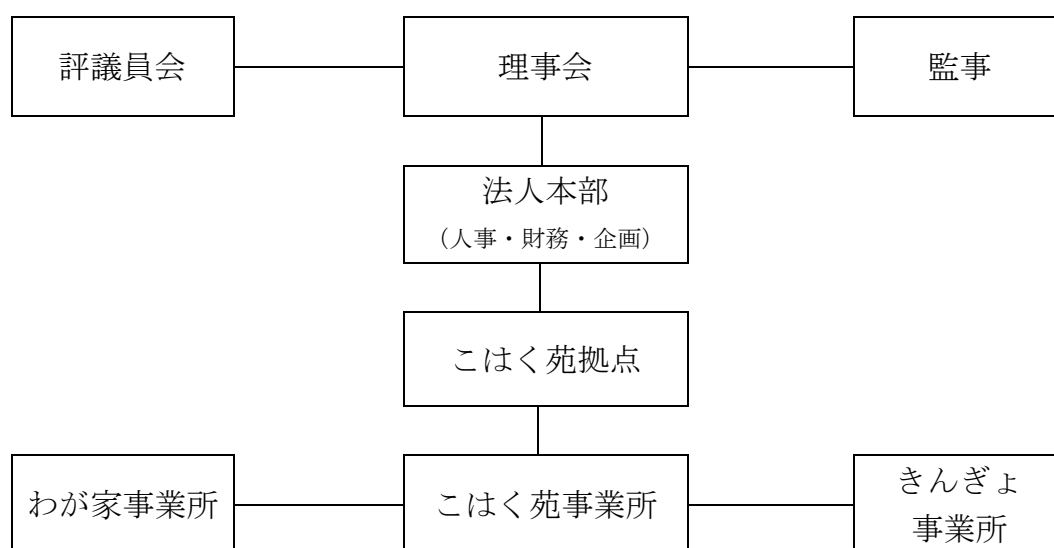 評議員会
理事会
監事
法人本部
（人事・財務・企画）
こはく苑拠点
わが家事業所
こはく苑事業所
きんぎょ
事業所